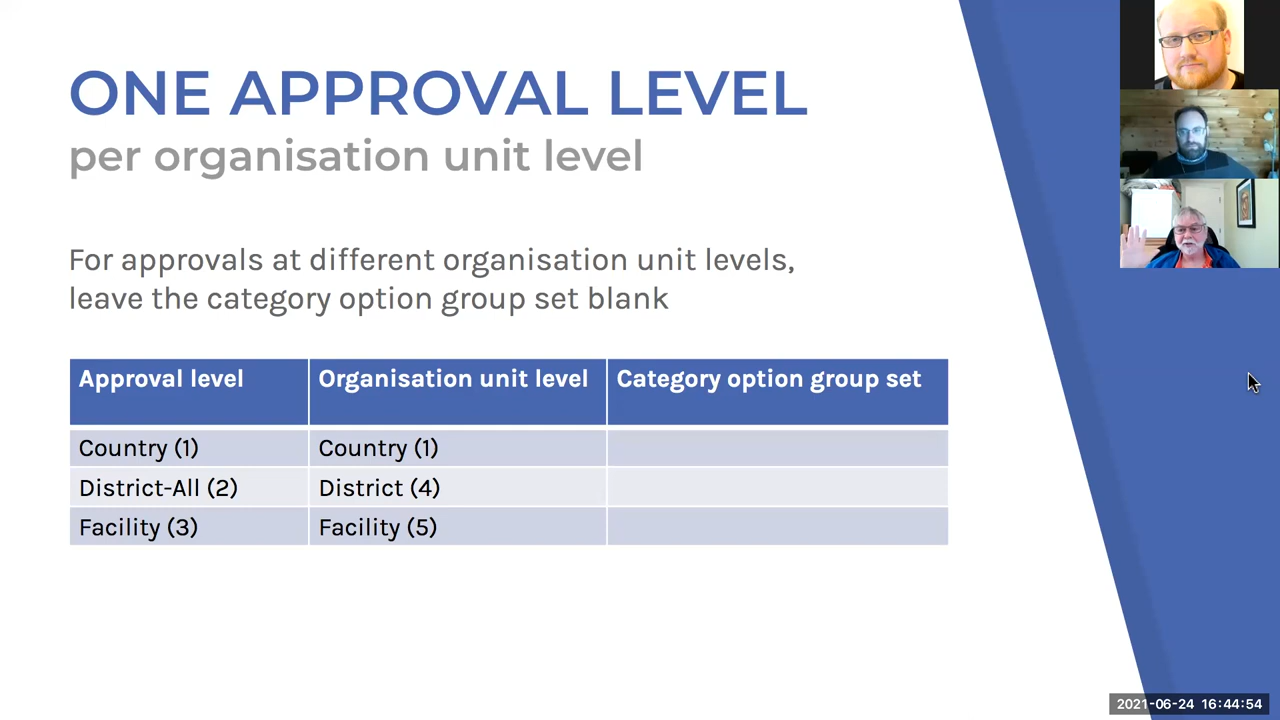 ONE APPROVAL LEVEL
per organisation unit level
For approvals at different organisation unit levels,
leave the category option group set blank
Approval level Organisation unit level Category option group set
Country (1) Country (1)
District-All (2) District (4)
Facility (3) Facility (5)
2021-06-24 16:44:54